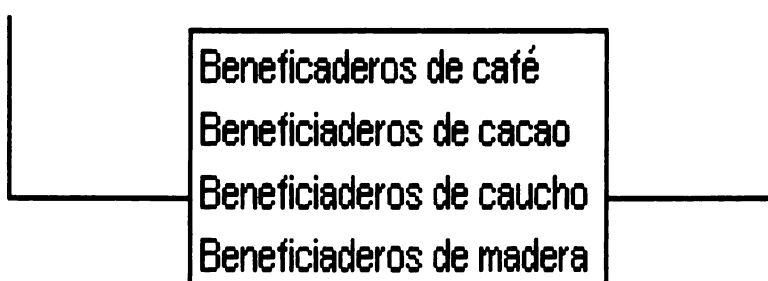 Beneficaderos de café
Beneficiaderos de cacao
Beneficiaderos de caucho
Beneficiaderos de madera